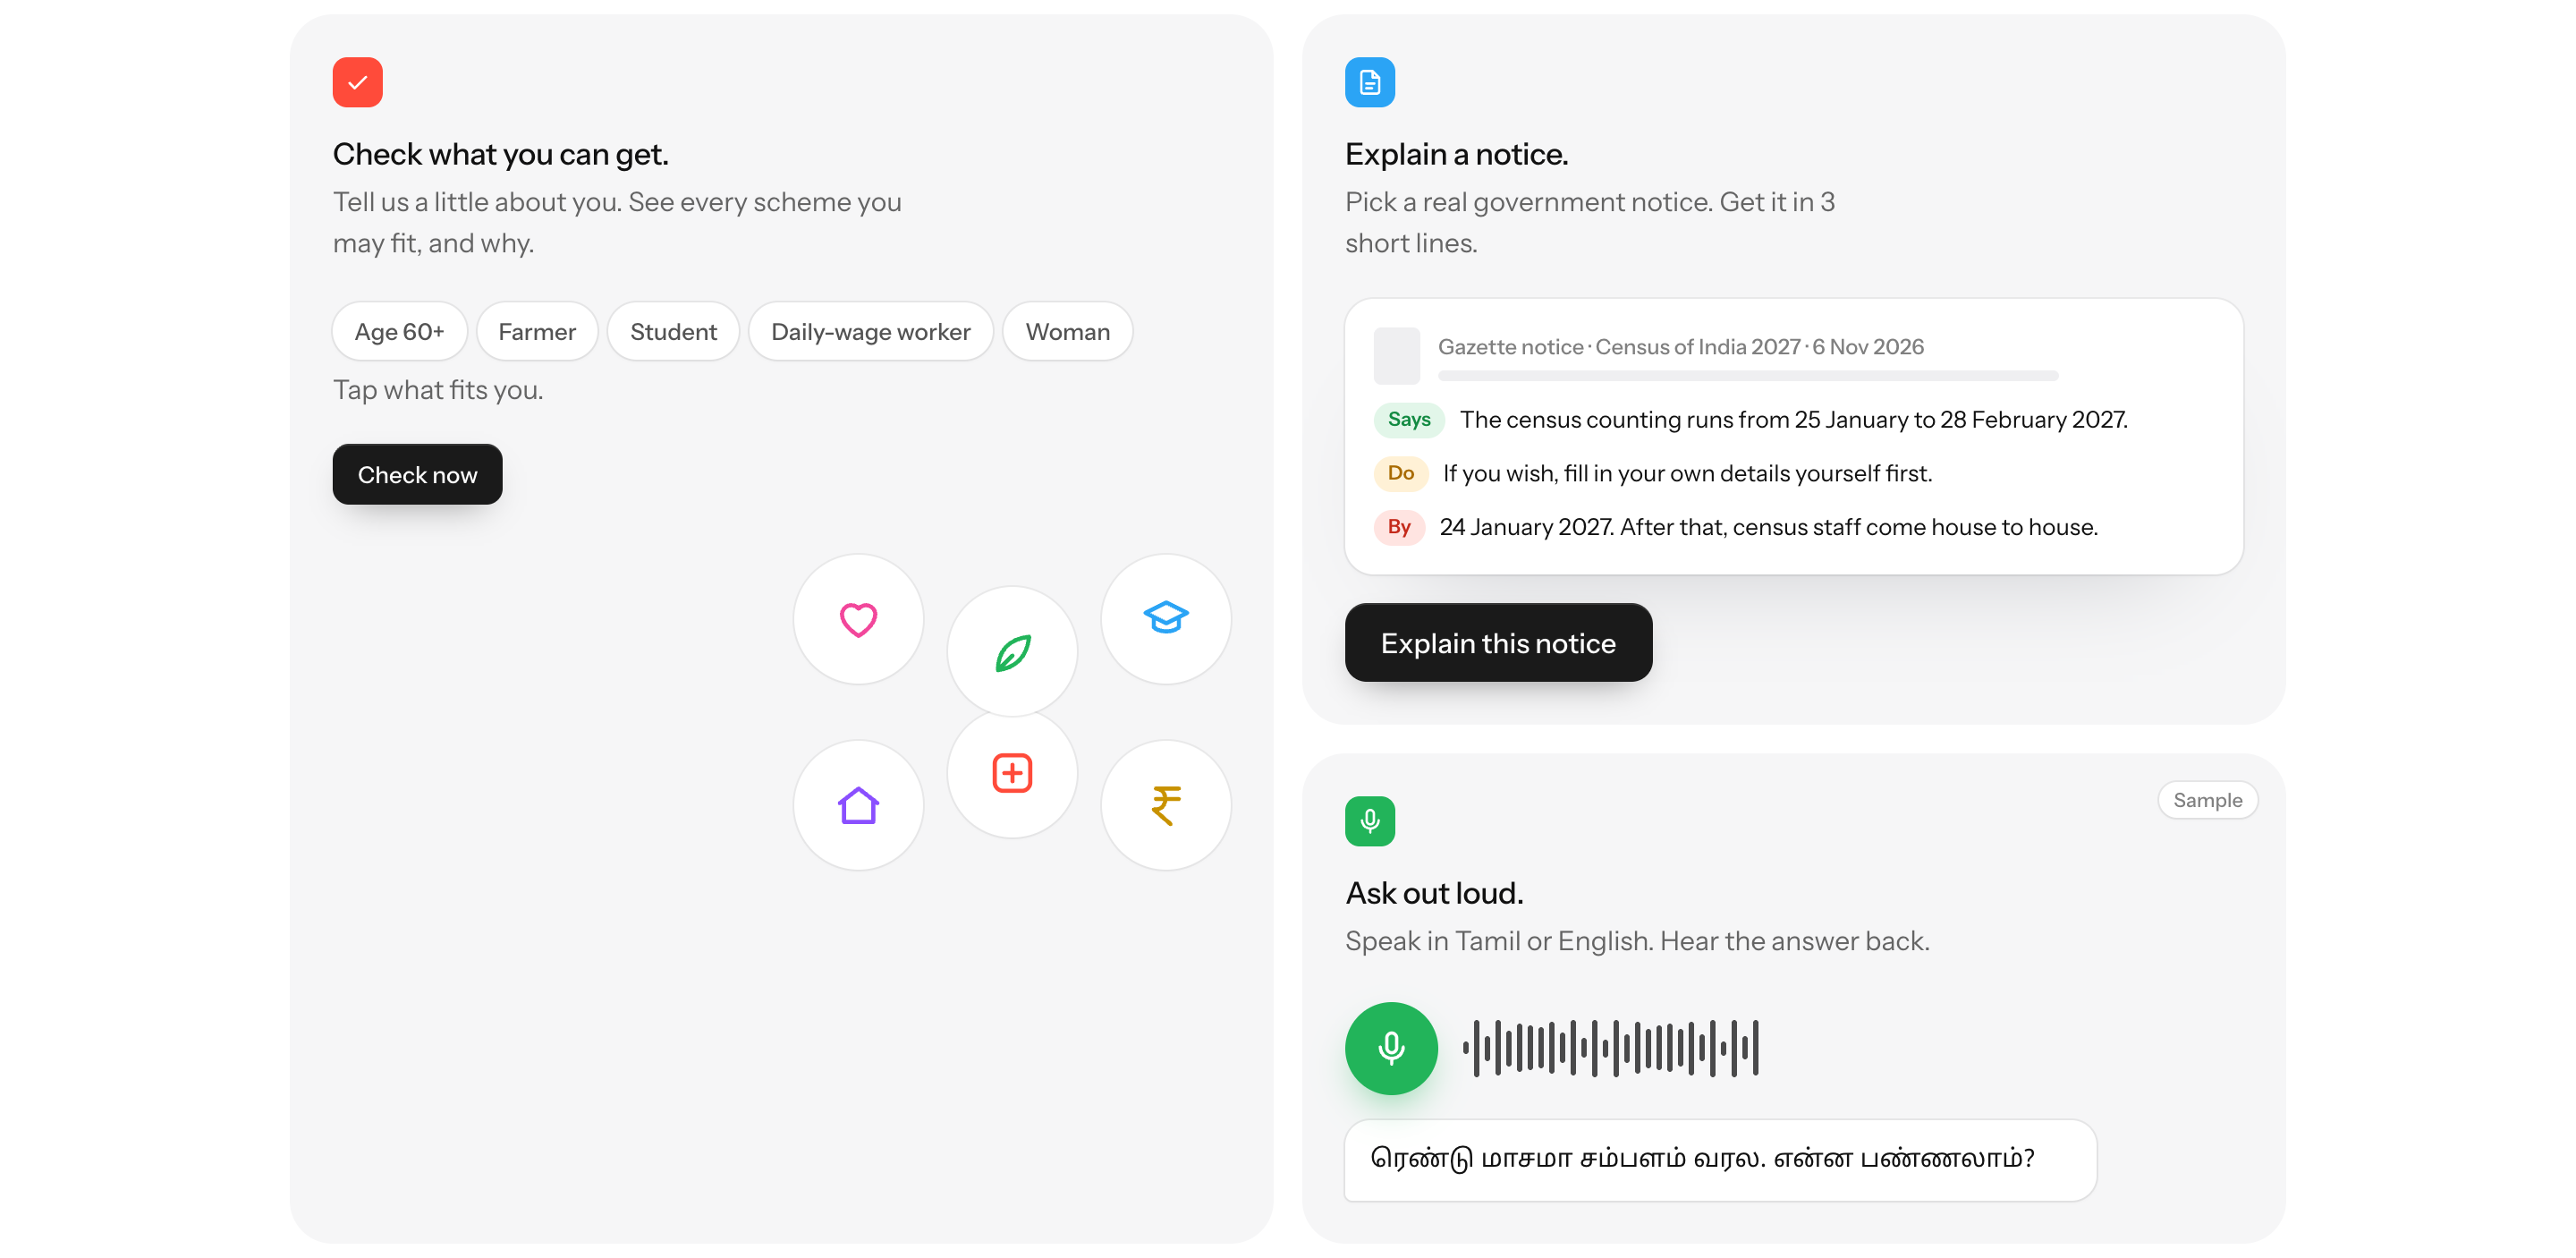 Check what you can get.
Tell us a little about you. See every scheme you
may fit, and why.
Age 60+
Farmer
Student
Daily-wage worker
Woman
Tap what fits you.
Check now
Explain a notice.
Pick a real government notice. Get it in 3
short lines.
Gazette notice · Census of India 2027 · 6 Nov 2026
Says The census counting runs from 25 January to 28 February 2027.
Do If you wish, fill in your own details yourself first.
By 24 January 2027. After that, census staff come house to house.
Explain this notice
Sample
Ask out loud.
Speak in Tamil or English. Hear the answer back.
ரெண்டு மாசமா சம்பளம் வரல. என்ன பண்ணலாம்?